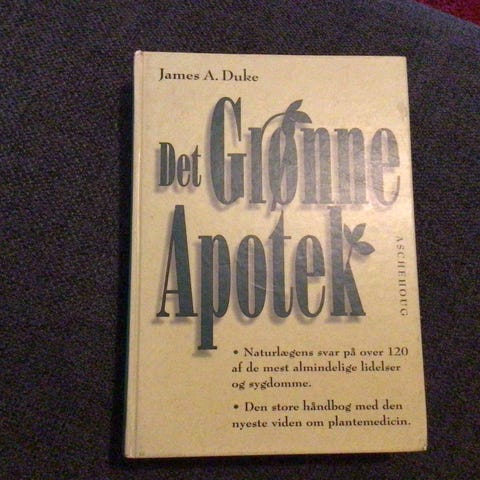 James A. Duke
Det Grønne
Apotek
ASCHEHOUG
• Naturlægens svar på over 120
af de mest almindelige lidelser
og sygdomme.
• Den store håndbog med den
nyeste viden om plantemedicin.